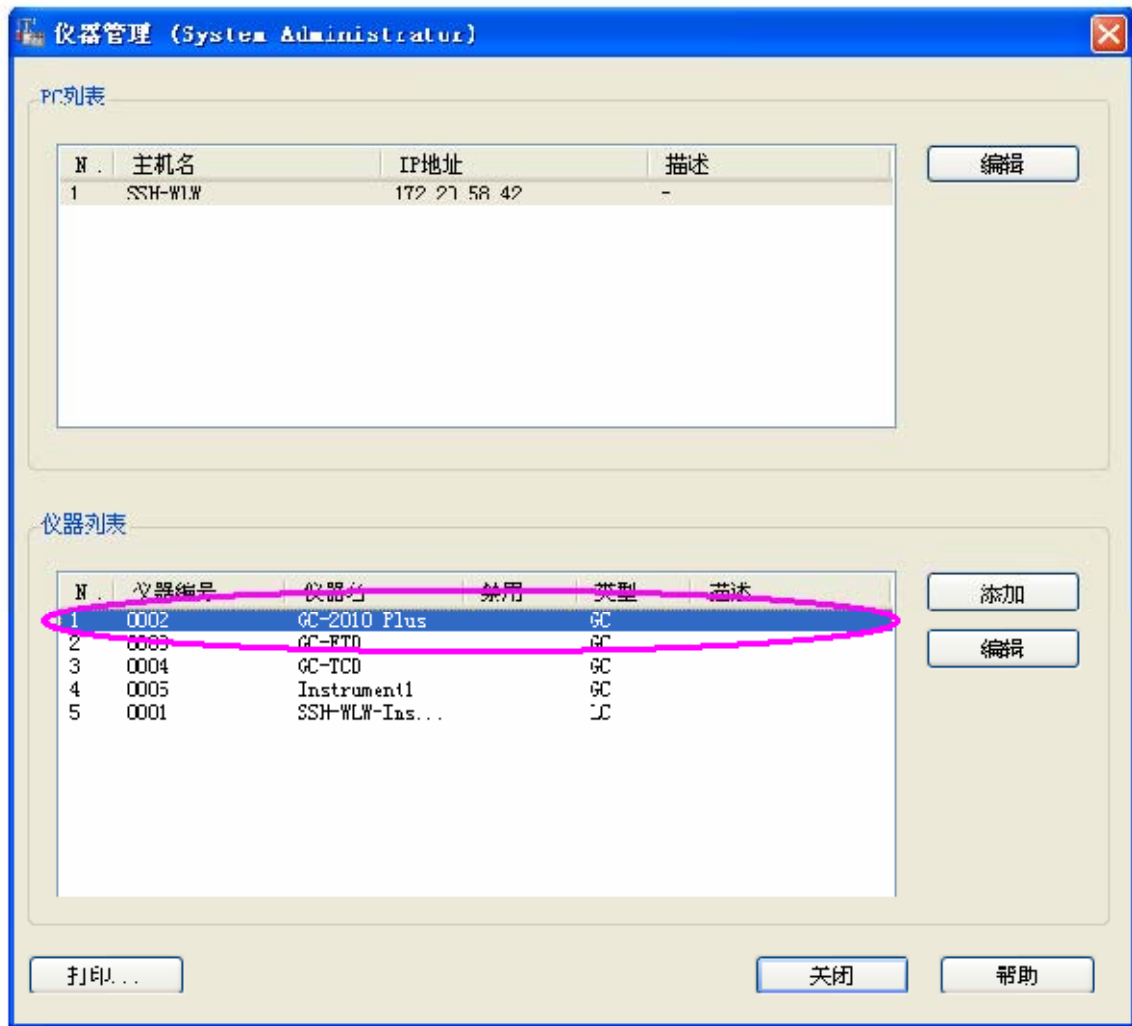 仪器管理 (System Administrator)
PC列表
N . 主机名 IP地址 描述 编辑
1 SSH-WLW 172 20 58 42 -
仪器列表
N . 仪器编号 仪器名 禁用 类型 描述 添加
1 0002 GC-2010 Plus GC
2 0003 GC-FID GC 编辑
3 0004 GC-TCD GC
4 0005 Instrument1 GC
5 0001 SSH-WLW-Ins... LC
打印... 关闭 帮助